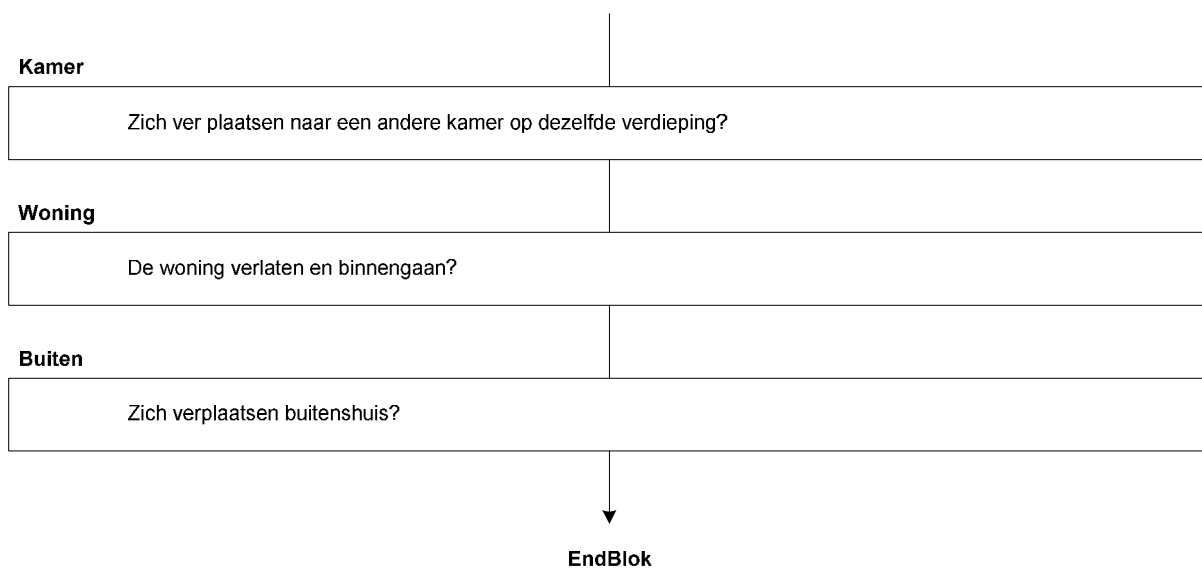 Kamer
Zich ver plaatsen naar een andere kamer op dezelfde verdieping?
Woning
De woning verlaten en binnengaan?
Buiten
Zich verplaatsen buitenshuis?
EndBlok